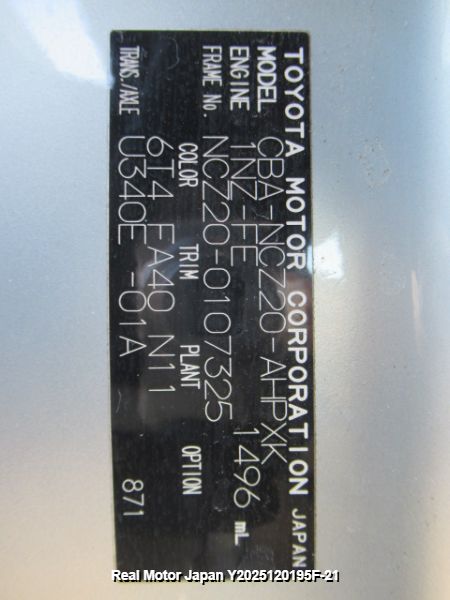 TOYOTA MOTOR CORPORATION JAPAN
MODEL CBA-NCZ20-AHPXK
ENGINE 1NZ-FE 1496 mL
FRAME No. NCZ20-0107325
COLOR TRIM PLANT OPTION
6T4 FA40 N11
TRANS./AXLE U340E -01A 871
Real Motor Japan Y2025120195F-21